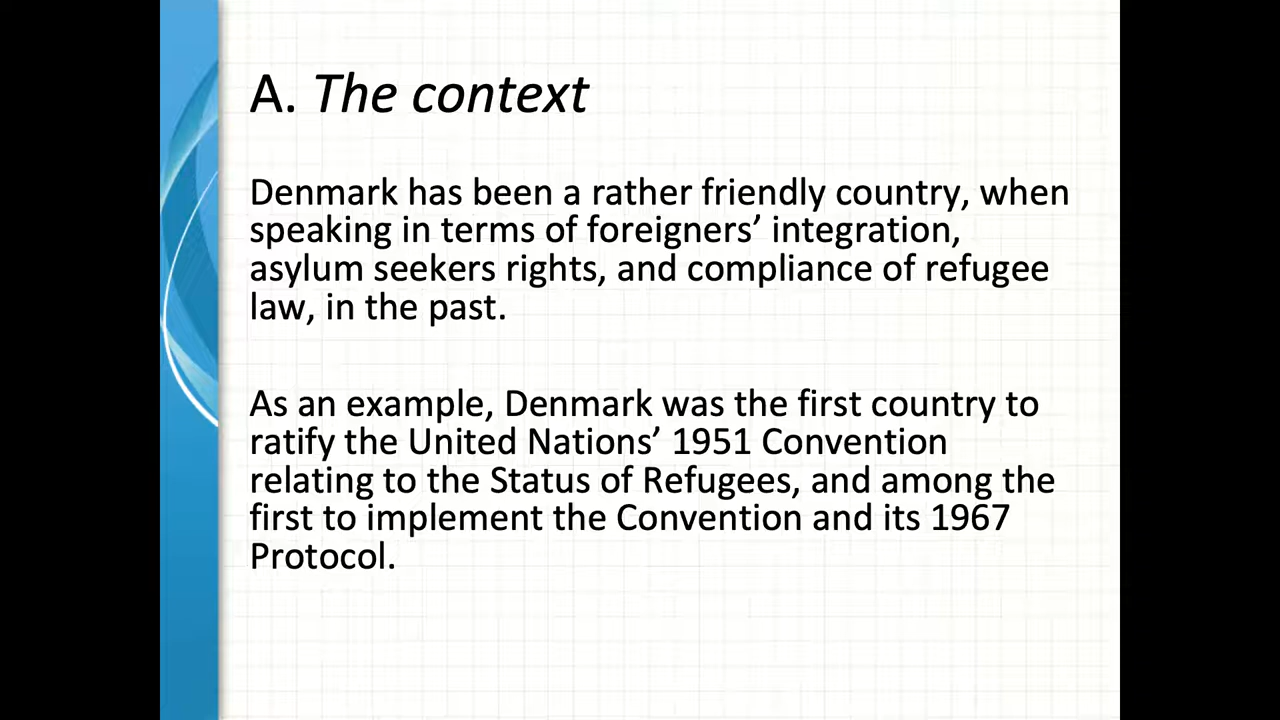 A. The context
Denmark has been a rather friendly country, when
speaking in terms of foreigners’ integration,
asylum seekers rights, and compliance of refugee
law, in the past.
As an example, Denmark was the first country to
ratify the United Nations’ 1951 Convention
relating to the Status of Refugees, and among the
first to implement the Convention and its 1967
Protocol.